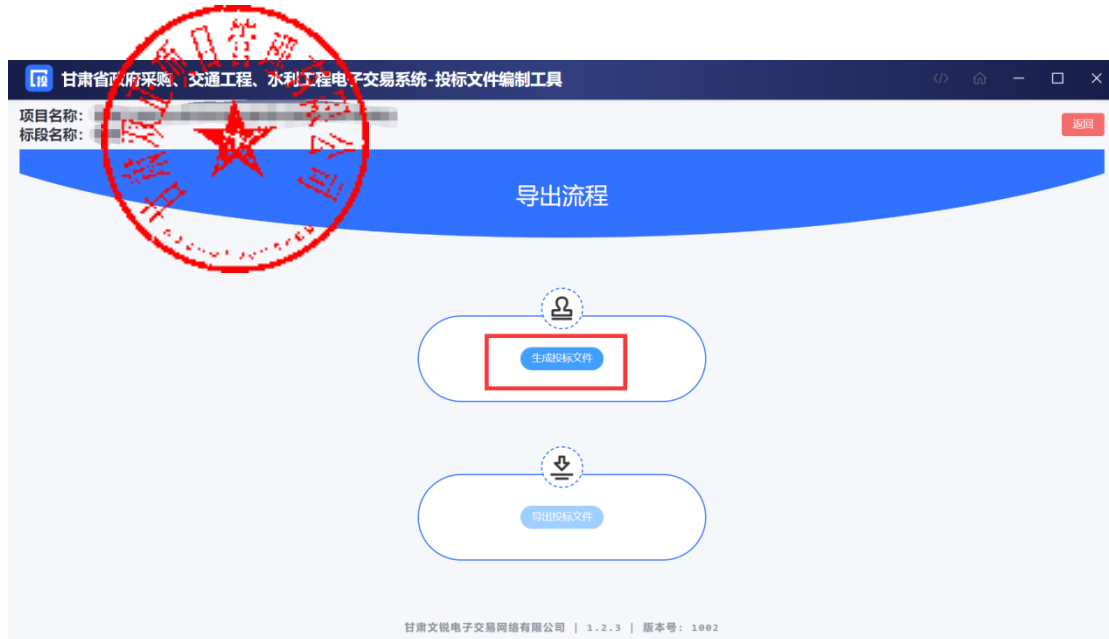 投 甘肃省政府采购、交通工程、水利工程电子交易系统-投标文件编制工具
项目名称:
标段名称:
返回
导出流程
生成投标文件
导出投标文件
甘肃文锐电子交易网络有限公司 | 1.2.3 | 版本号: 1002